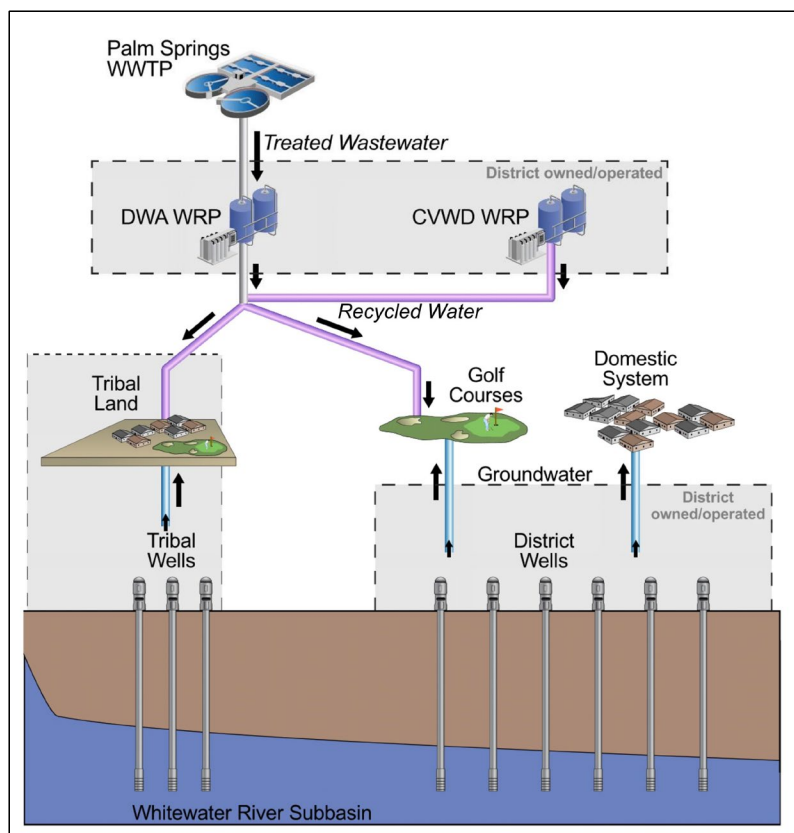 Palm Springs
WWTP
Treated Wastewater
District owned/operated
DWA WRP
CVWD WRP
Recycled Water
Tribal
Land
Golf
Courses
Domestic
System
Groundwater
District
owned/operated
Tribal
Wells
District
Wells
Whitewater River Subbasin